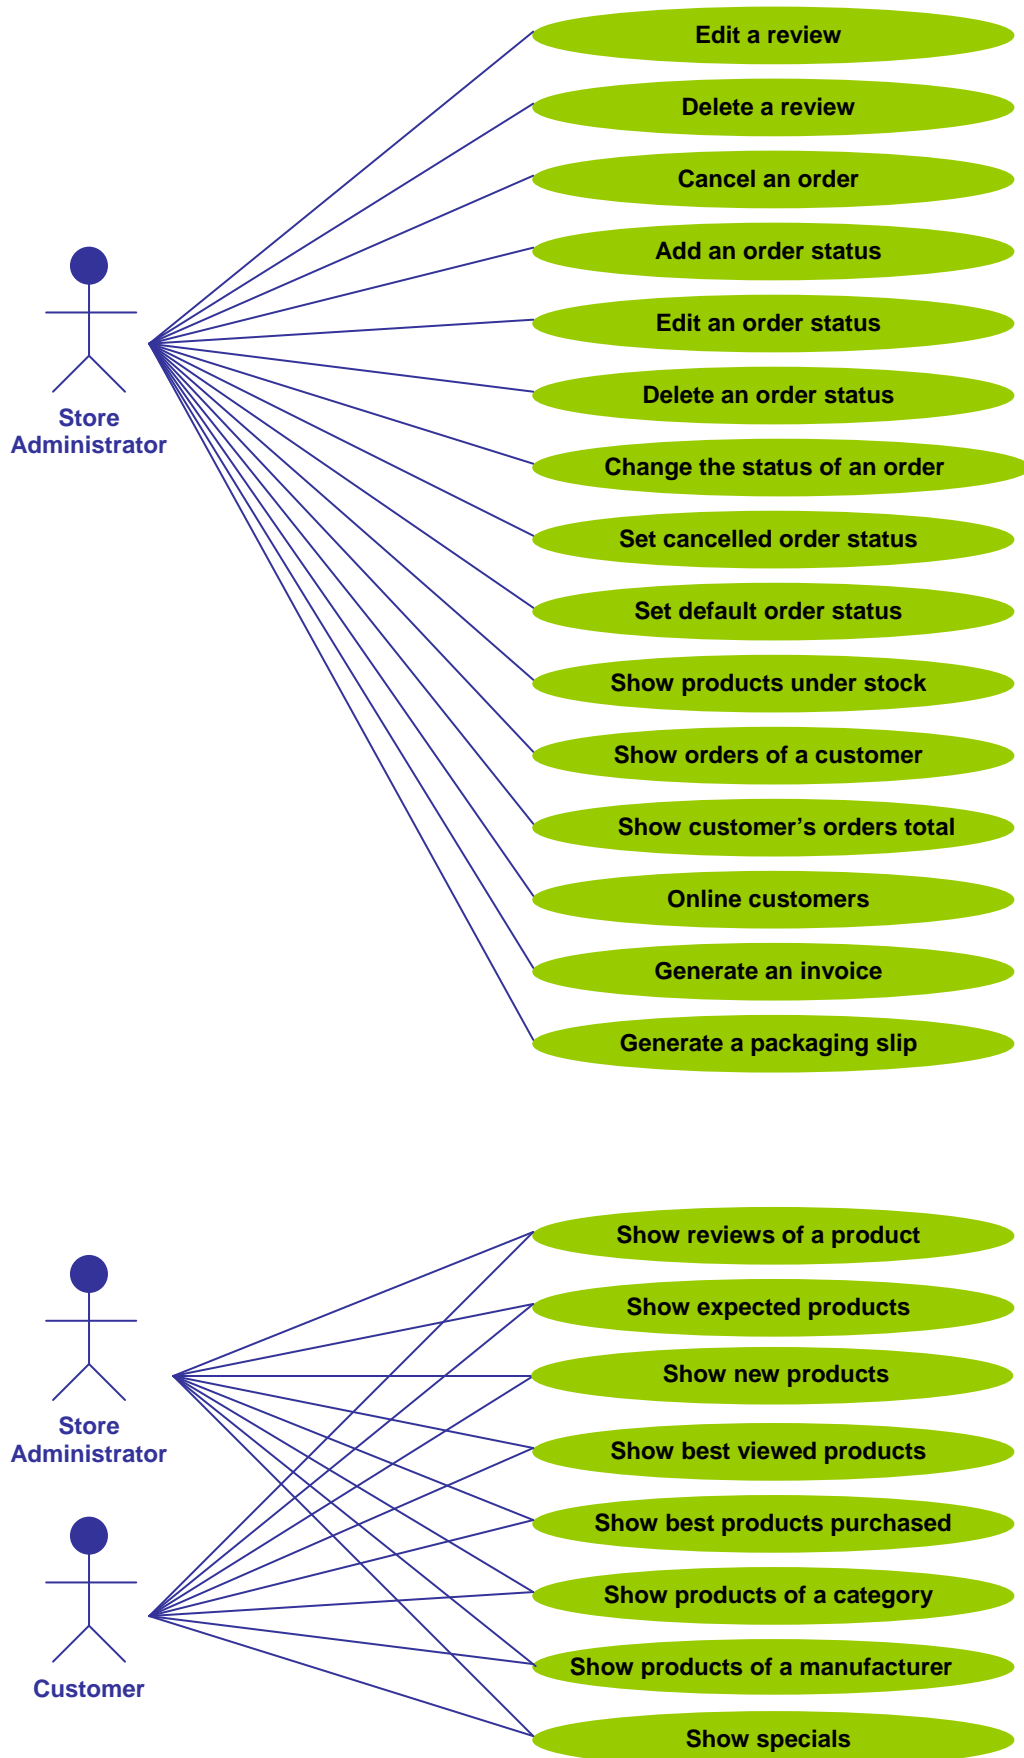 Edit a review
Delete a review
Cancel an order
Add an order status
Edit an order status
Delete an order status
Store
Administrator
Change the status of an order
Set cancelled order status
Set default order status
Show products under stock
Show orders of a customer
Show customer’s orders total
Online customers
Generate an invoice
Generate a packaging slip
Show reviews of a product
Show expected products
Show new products
Store
Administrator
Show best viewed products
Show best products purchased
Show products of a category
Show products of a manufacturer
Customer
Show specials